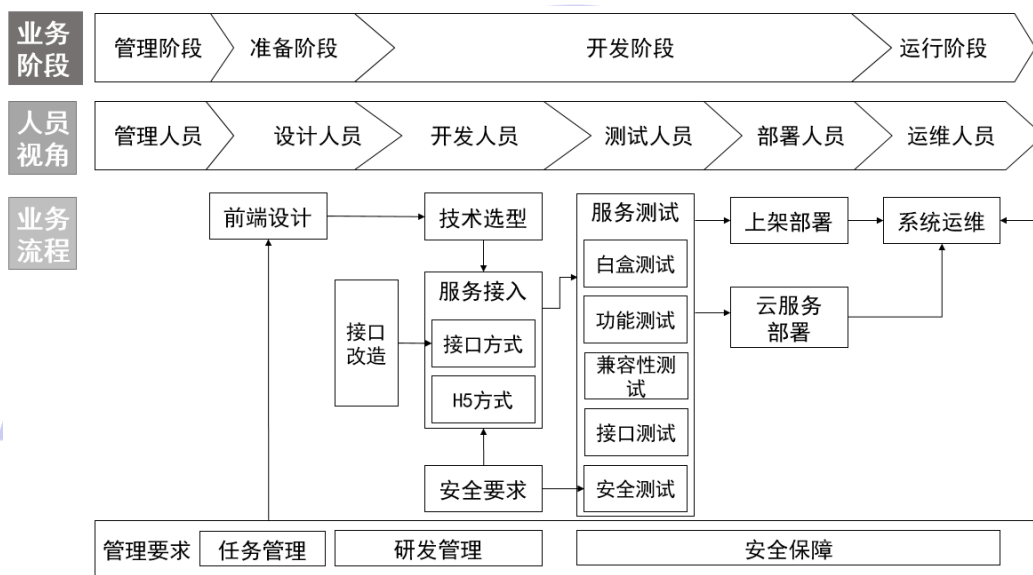 业务
阶段
管理阶段
准备阶段
开发阶段
运行阶段
人员
视角
管理人员
设计人员
开发人员
测试人员
部署人员
运维人员
业务
流程
前端设计
技术选型
服务测试
上架部署
系统运维
白盒测试
服务接入
接口
改造
接口方式
功能测试
云服务
部署
兼容性测
试
H5方式
接口测试
安全要求
安全测试
管理要求
任务管理
研发管理
安全保障